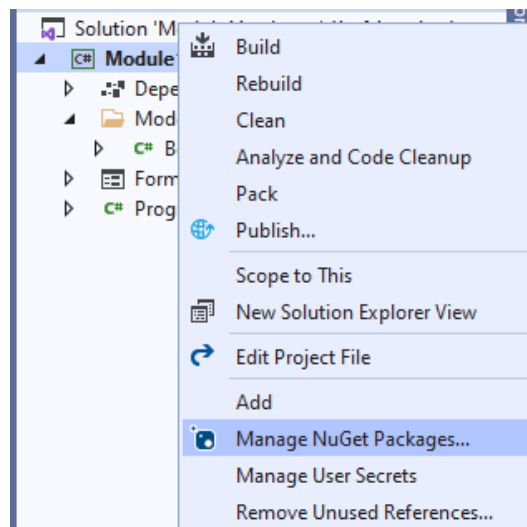 Solution 'M
C# Module
Build
Depe
Rebuild
Mod
Clean
C# B
Analyze and Code Cleanup
Form
Pack
C# Prog
Publish...
Scope to This
New Solution Explorer View
Edit Project File
Add
Manage NuGet Packages...
Manage User Secrets
Remove Unused References...